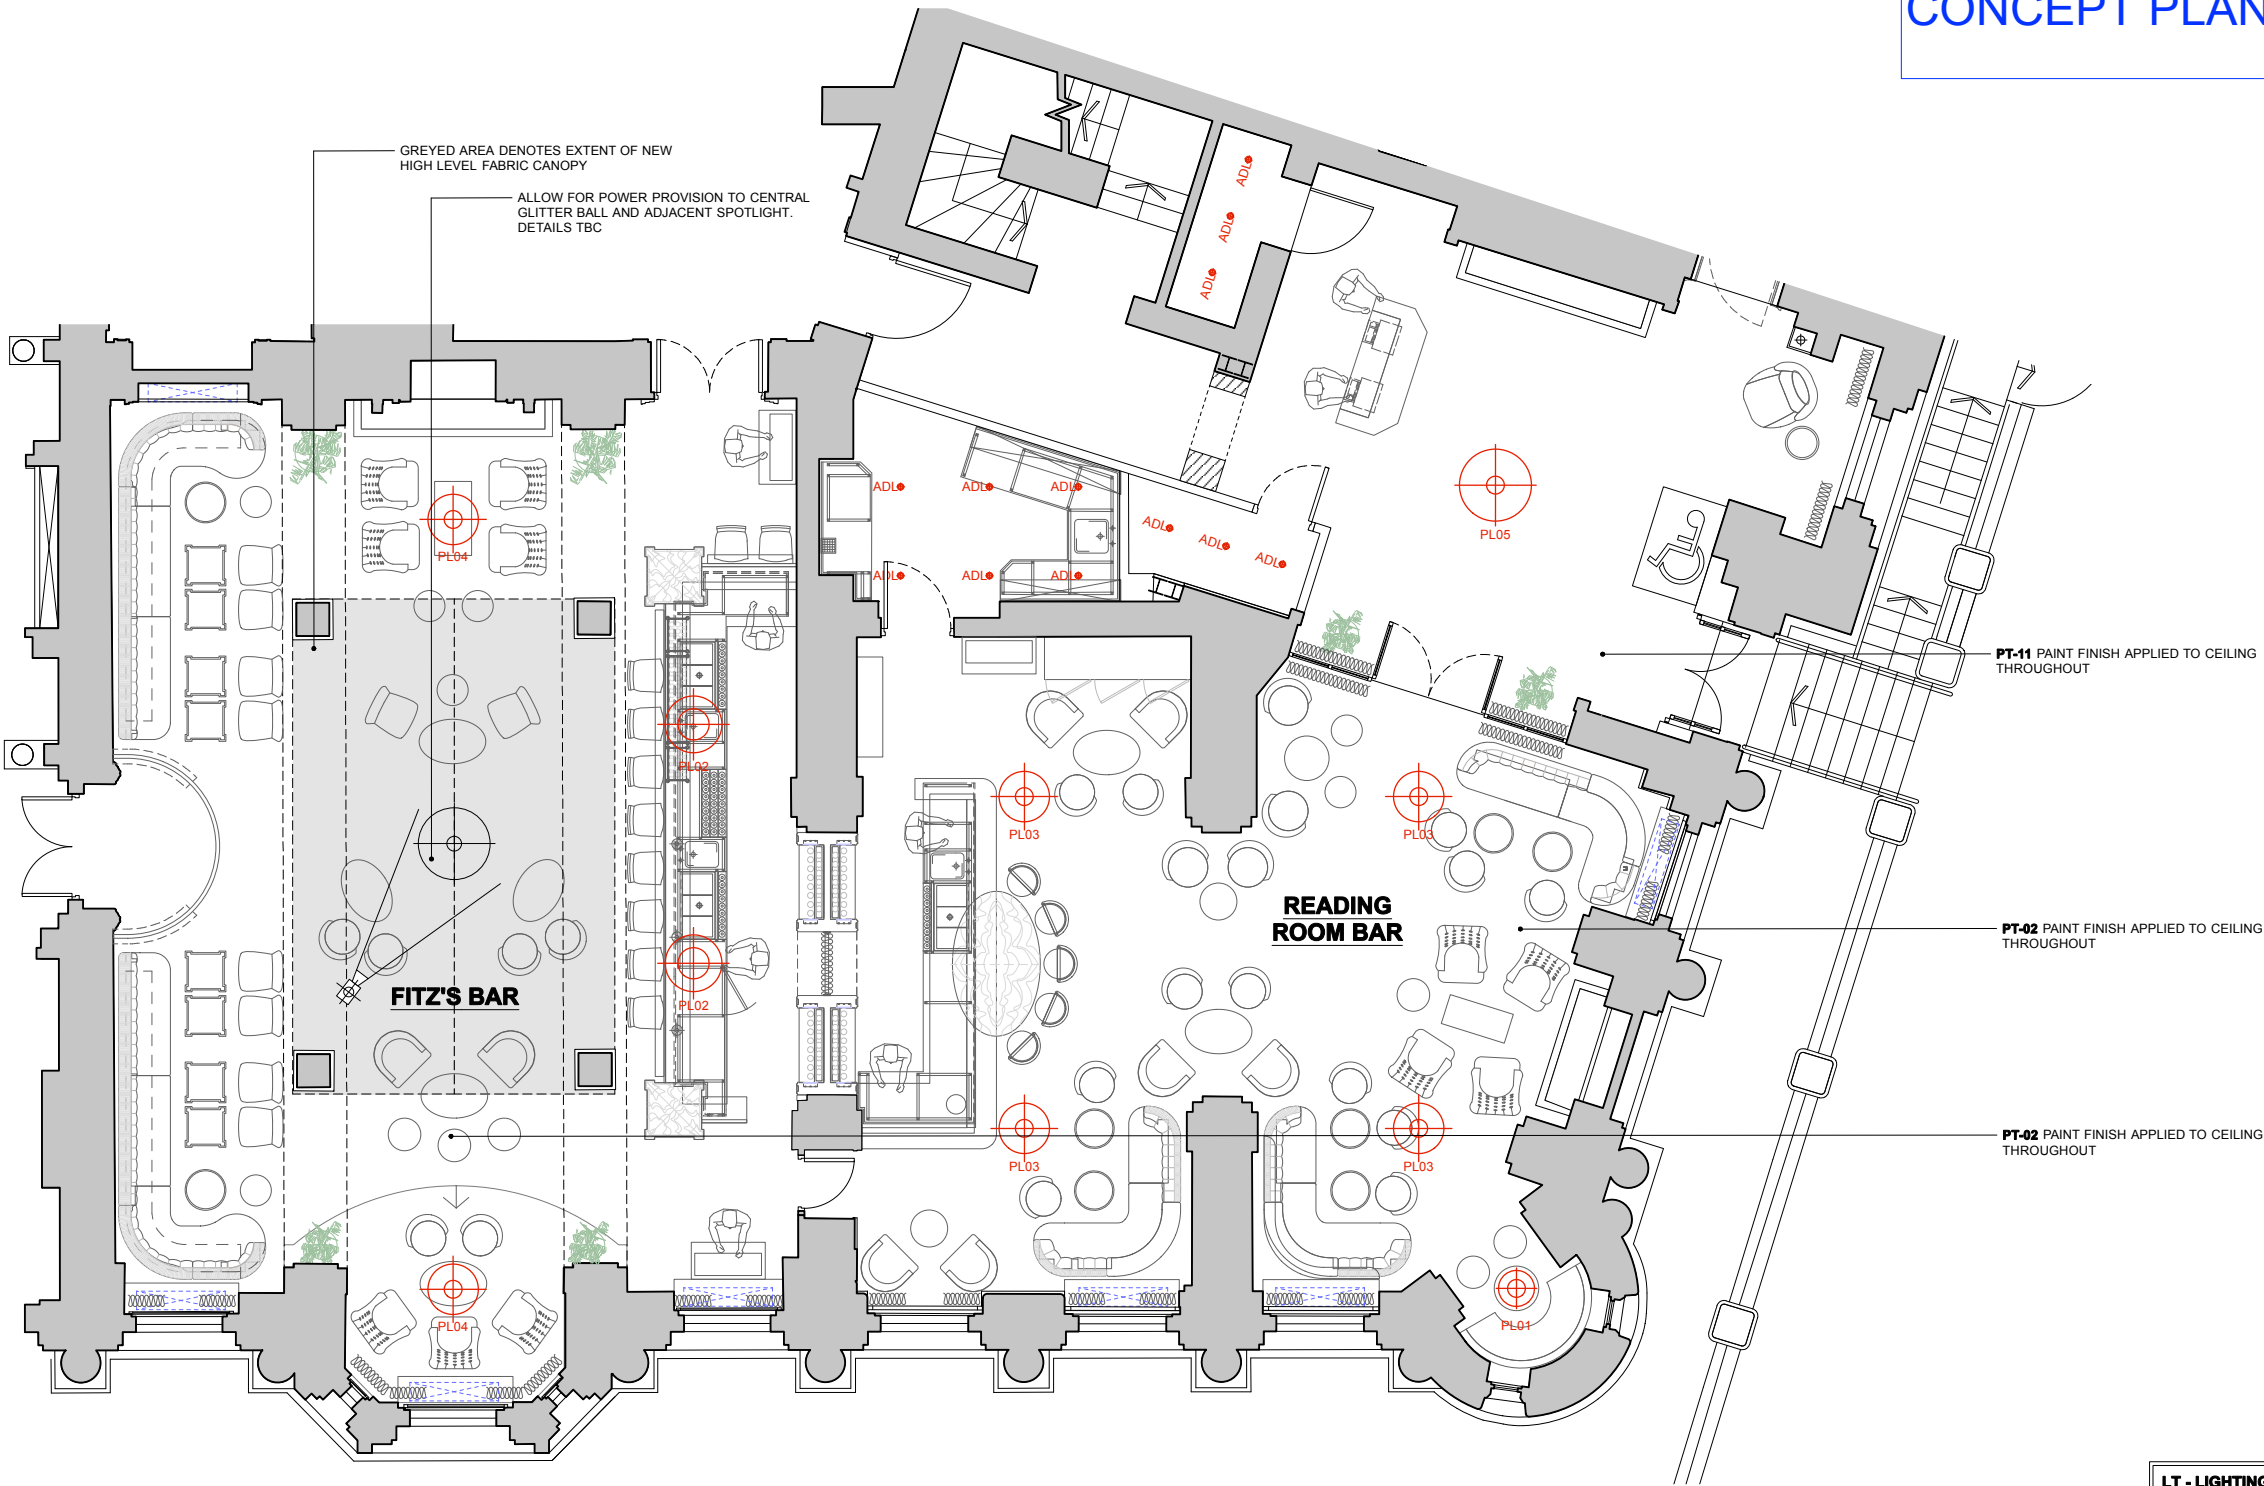 CONCEPT PLAN
GREYED AREA DENOTES EXTENT OF NEW
HIGH LEVEL FABRIC CANOPY
ALLOW FOR POWER PROVISION TO CENTRAL
GLITTER BALL AND ADJACENT SPOTLIGHT.
DETAILS TBC
ADL
ADL
ADL
ADL
ADL
ADL
ADL
ADL
ADL
ADL
ADL
ADL
PL04
PL05
PT-11 PAINT FINISH APPLIED TO CEILING
THROUGHOUT
PL02
PL03
PL03
READING
ROOM BAR
PT-02 PAINT FINISH APPLIED TO CEILING
THROUGHOUT
FITZ'S BAR
PL02
PT-02 PAINT FINISH APPLIED TO CEILING
THROUGHOUT
PL03
PL03
PL04
PL01
LT - LIGHTING